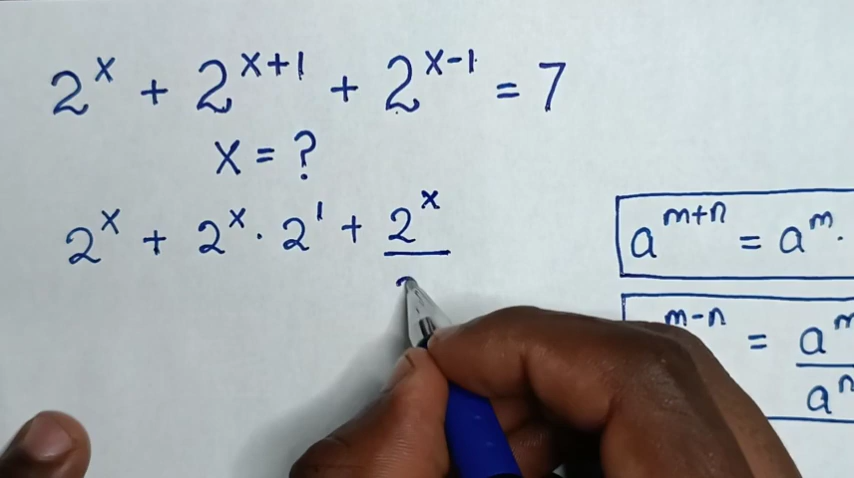 2^x + 2^{x+1} + 2^{x-1} = 7
x = ?
2^x + 2^x · 2^1 + 2^x/
a^{m+n} = a^m ·
^{m-n} = a^m/a^n